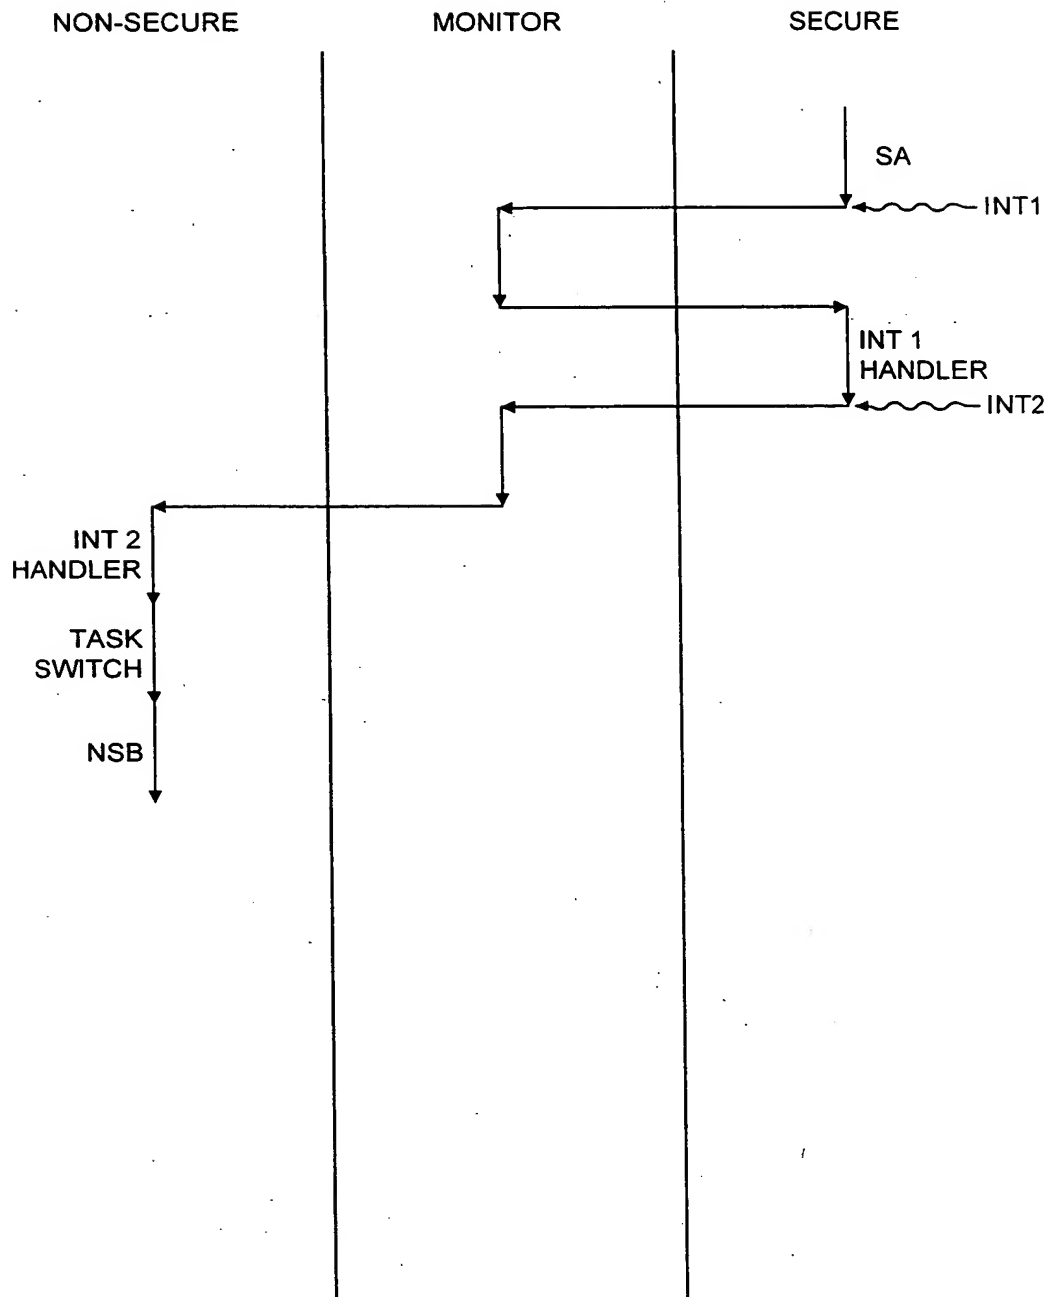 NON-SECURE
MONITOR
SECURE
SA
INT1
INT 1
HANDLER
INT2
INT 2
HANDLER
TASK
SWITCH
NSB